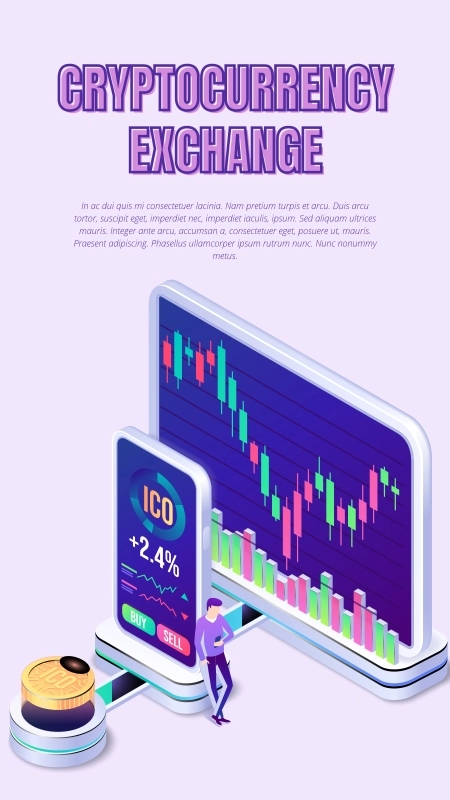 CRYPTOCURRENCY
EXCHANGE
In ac dui quis mi consectetuer lacinia. Nam pretium turpis et arcu. Duis arcu
tortor, suscipit eget, imperdiet nec, imperdiet iaculis, ipsum. Sed aliquam ultrices
mauris. Integer ante arcu, accumsan a, consectetuer eget, posuere ut, mauris.
Praesent adipiscing. Phasellus ullamcorper ipsum rutrum nunc. Nunc nonummy
metus.
ICO
+2.4%
BUY
SELL
ICO